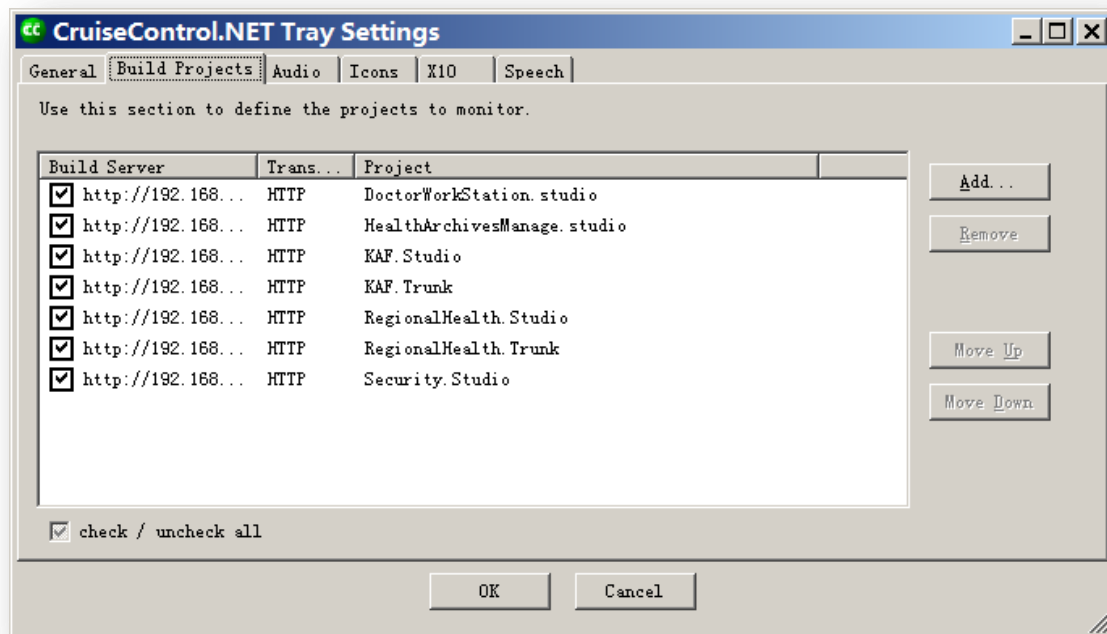 CruiseControl.NET Tray Settings
General Build Projects Audio Icons X10 Speech
Use this section to define the projects to monitor.
Build Server Trans... Project
http://192.168... HTTP DoctorWorkStation.studio
http://192.168... HTTP HealthArchivesManage.studio
http://192.168... HTTP KAF.Studio
http://192.168... HTTP KAF.Trunk
http://192.168... HTTP RegionalHealth.Studio
http://192.168... HTTP RegionalHealth.Trunk
http://192.168... HTTP Security.Studio
Add...
Remove
Move Up
Move Down
check / uncheck all
OK Cancel